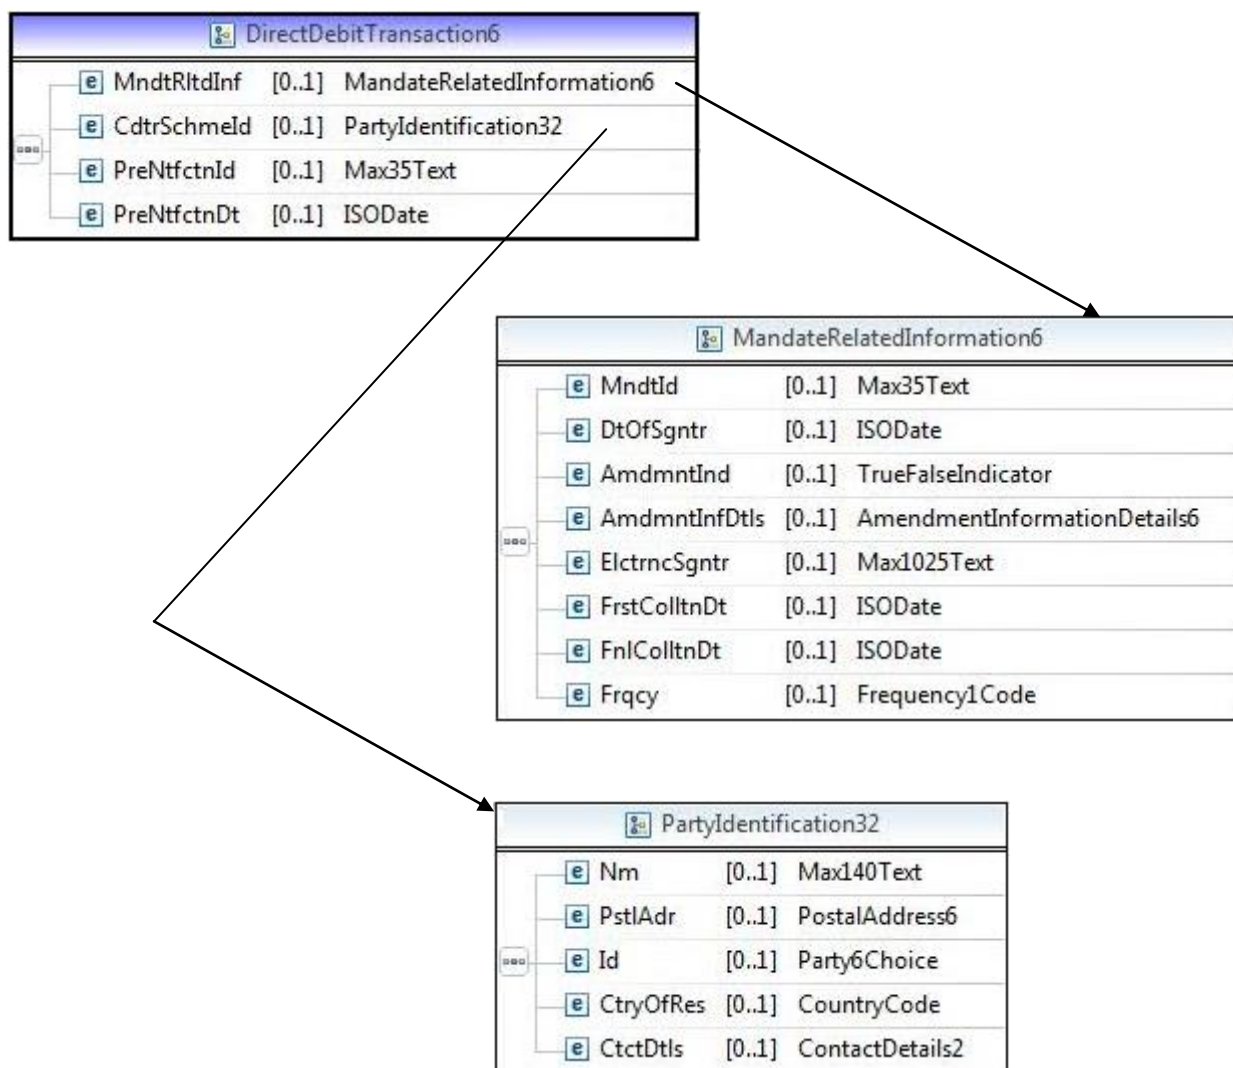 DirectDebitTransaction6
e MndtRltdInf [0..1] MandateRelatedInformation6
e CdtrSchmeId [0..1] PartyIdentification32
e PreNtfctnId [0..1] Max35Text
e PreNtfctnDt [0..1] ISODate
MandateRelatedInformation6
e MndtId [0..1] Max35Text
e DtOfSgntr [0..1] ISODate
e AmdmntInd [0..1] TrueFalseIndicator
e AmdmntInfDtls [0..1] AmendmentInformationDetails6
e ElctrncSgntr [0..1] Max1025Text
e FrstColltnDt [0..1] ISODate
e FnlColltnDt [0..1] ISODate
e Frqcy [0..1] Frequency1Code
PartyIdentification32
e Nm [0..1] Max140Text
e PstlAdr [0..1] PostalAddress6
e Id [0..1] Party6Choice
e CtryOfRes [0..1] CountryCode
e CtctDtls [0..1] ContactDetails2